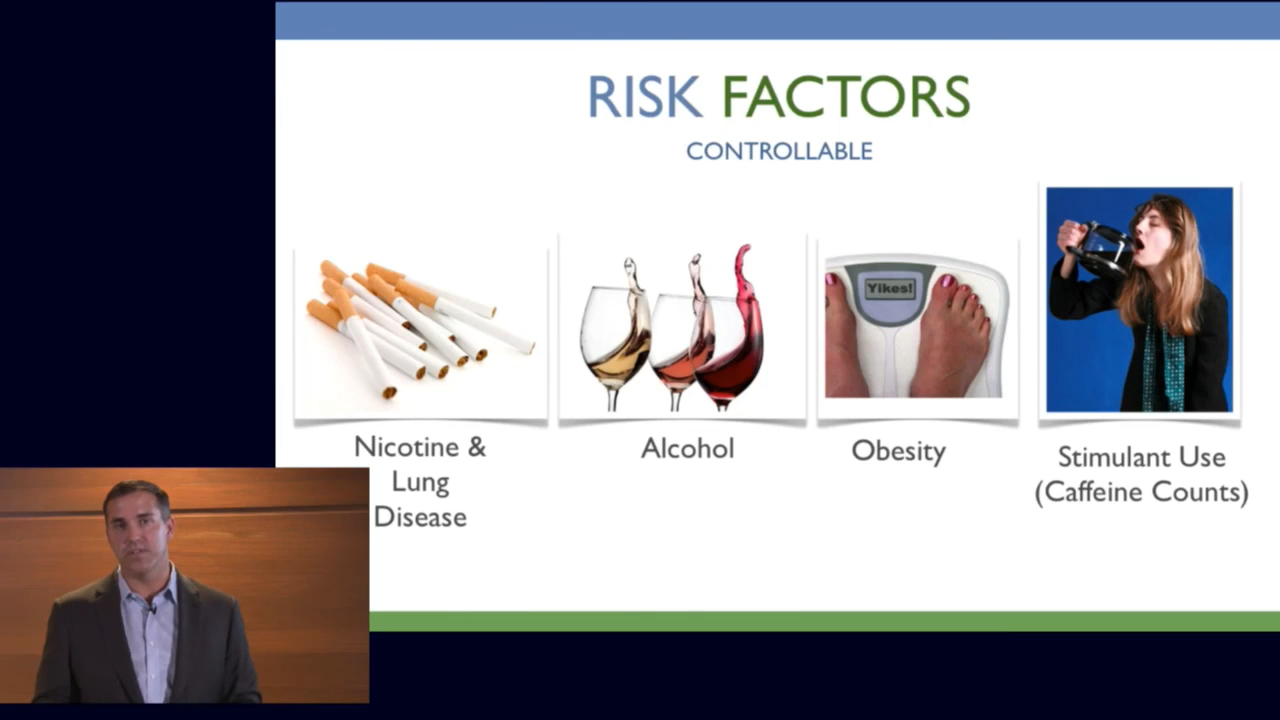 RISK FACTORS
CONTROLLABLE
Yikes!
Nicotine &
Lung
Disease
Alcohol
Obesity
Stimulant Use
(Caffeine Counts)